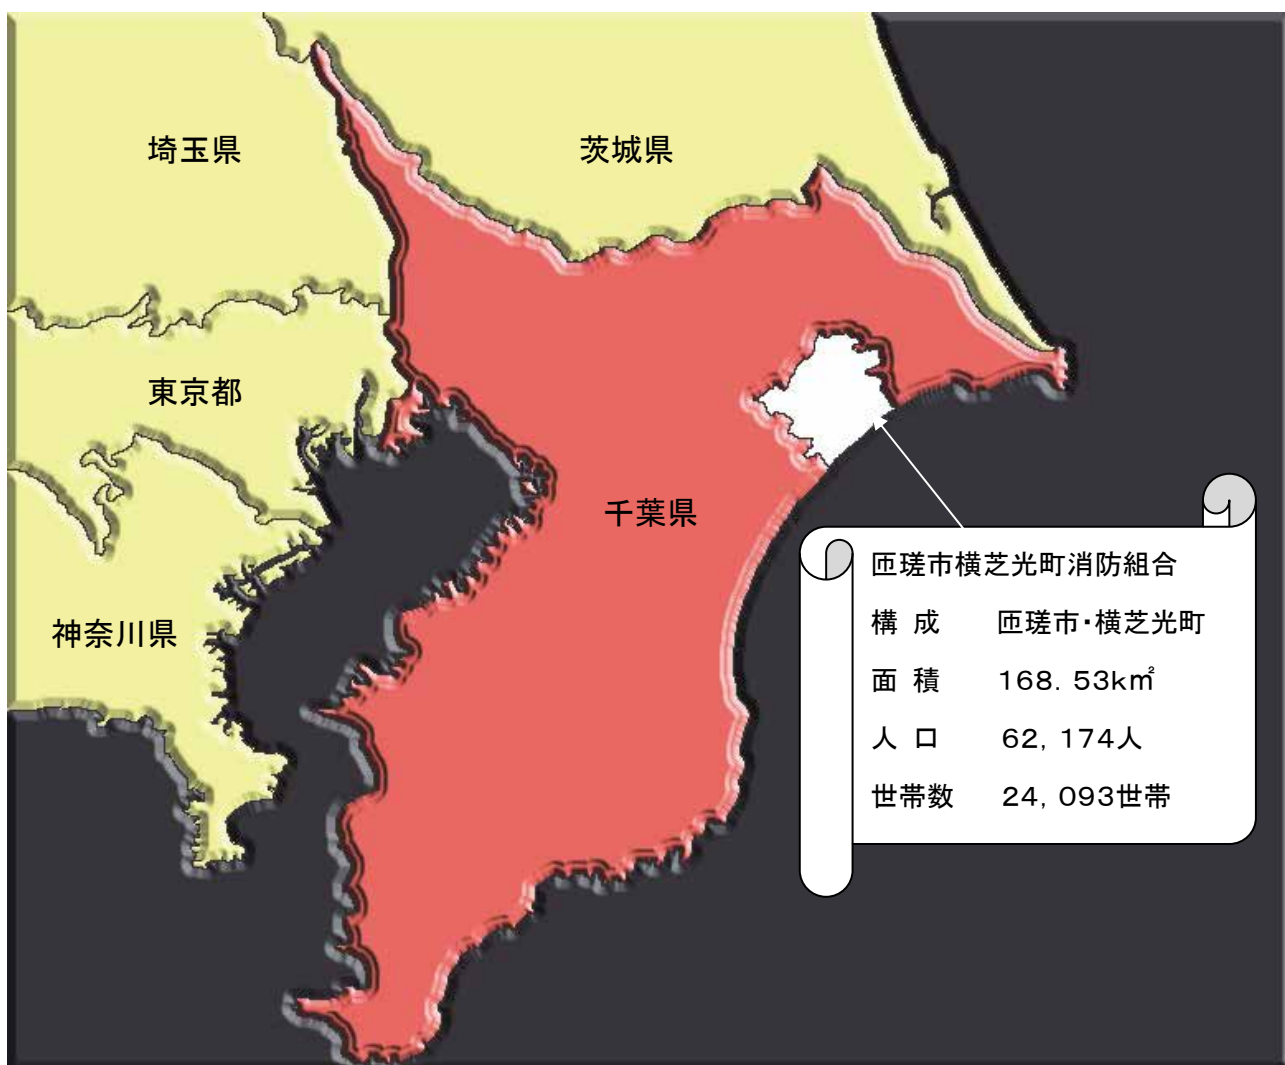 埼玉県
茨城県
東京都
千葉県
神奈川県
匝瑳市横芝光町消防組合
構 成 匝瑳市・横芝光町
面 積 168．53k㎡
人 口 62，174人
世帯数 24，093世帯